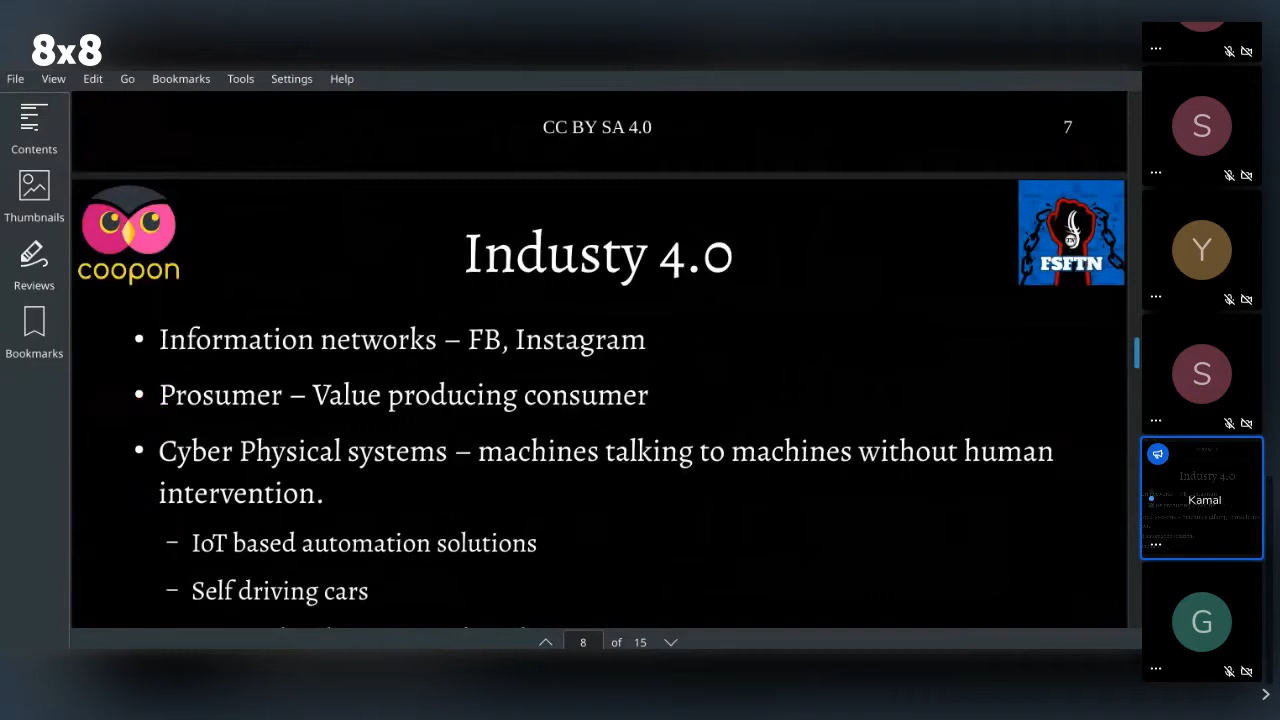 8x8
File View Edit Go Bookmarks Tools Settings Help
Contents
Thumbnails
Reviews
Bookmarks
CC BY SA 4.0
7
coopon
Industy 4.0
FSFTN
• Information networks – FB, Instagram
• Prosumer – Value producing consumer
• Cyber Physical systems – machines talking to machines without human
intervention.
– IoT based automation solutions
– Self driving cars
8 of 15
S
Y
S
Industy 4.0
Kamal
G